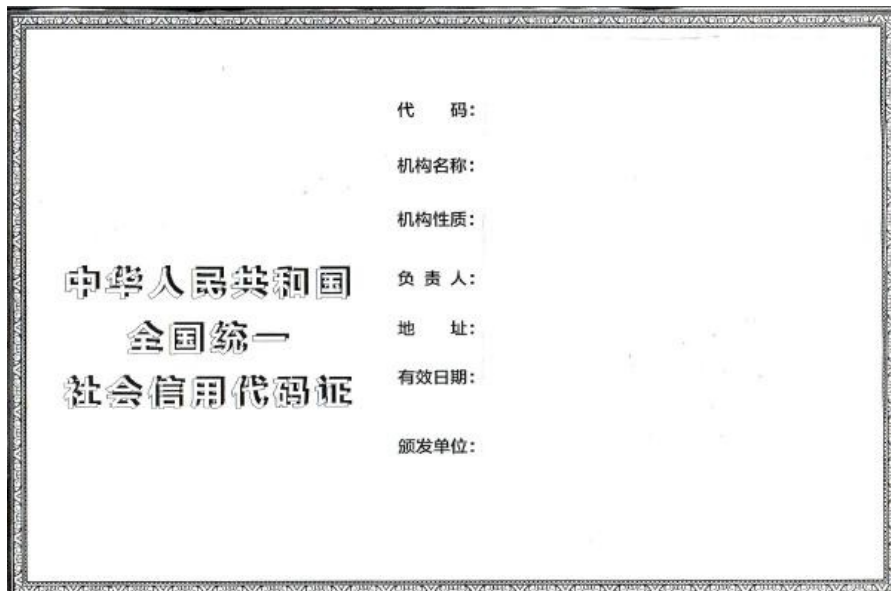 中华人民共和国
全国统一
社会信用代码证
代 码：
机构名称：
机构性质：
负 责 人：
地 址：
有效日期：
颁发单位：